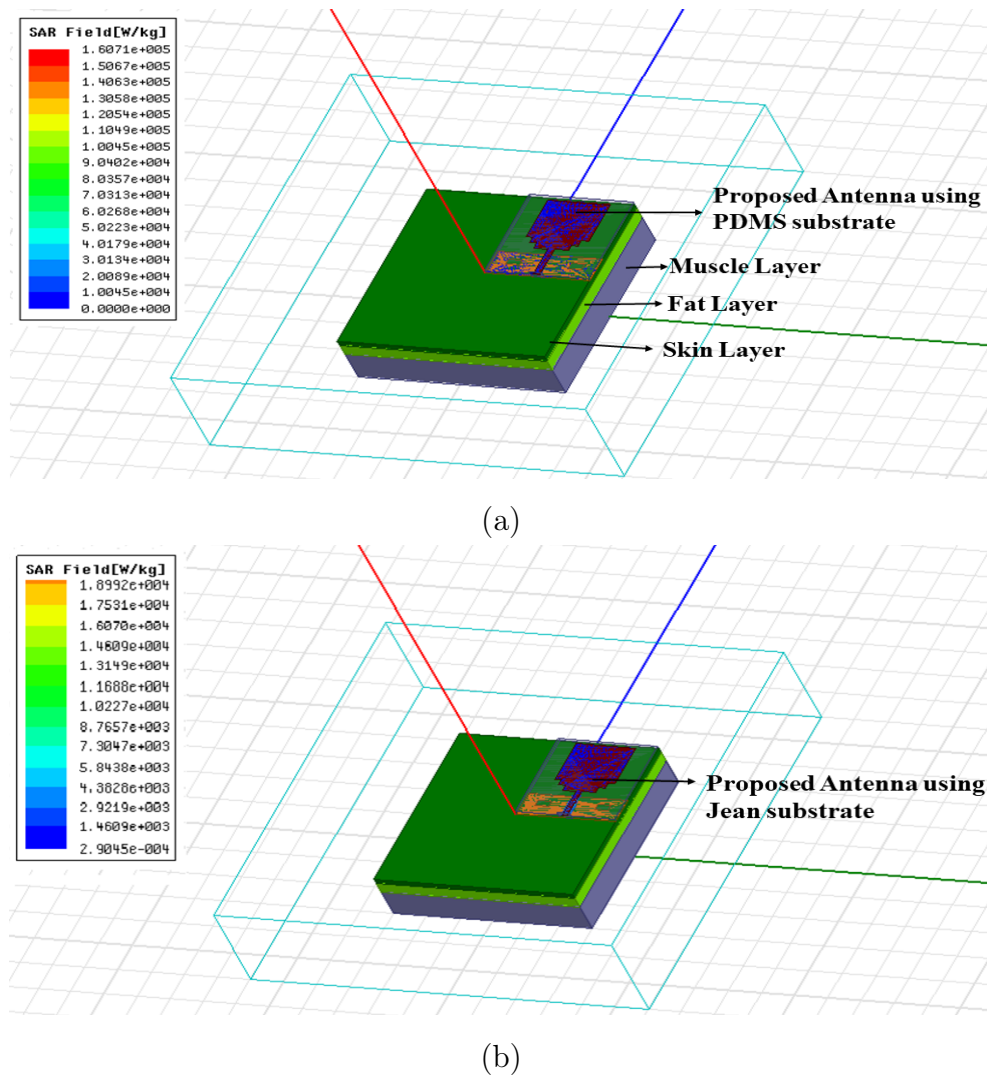 SAR Field[W/kg]
1.6071e+005
1.5067e+005
1.4063e+005
1.3058e+005
1.2054e+005
1.1049e+005
1.0045e+005
9.0402e+004
8.0357e+004
7.0313e+004
6.0268e+004
5.0223e+004
4.0179e+004
3.0134e+004
2.0089e+004
1.0045e+004
0.0000e+000
Proposed Antenna using
PDMS substrate
Muscle Layer
Fat Layer
Skin Layer
(a)
SAR Field[W/kg]
1.8992e+004
1.7531e+004
1.6070e+004
1.4609e+004
1.3149e+004
1.1688e+004
1.0227e+004
8.7657e+003
7.3047e+003
5.8438e+003
4.3828e+003
2.9219e+003
1.4609e+003
2.9045e-004
Proposed Antenna using
Jean substrate
(b)